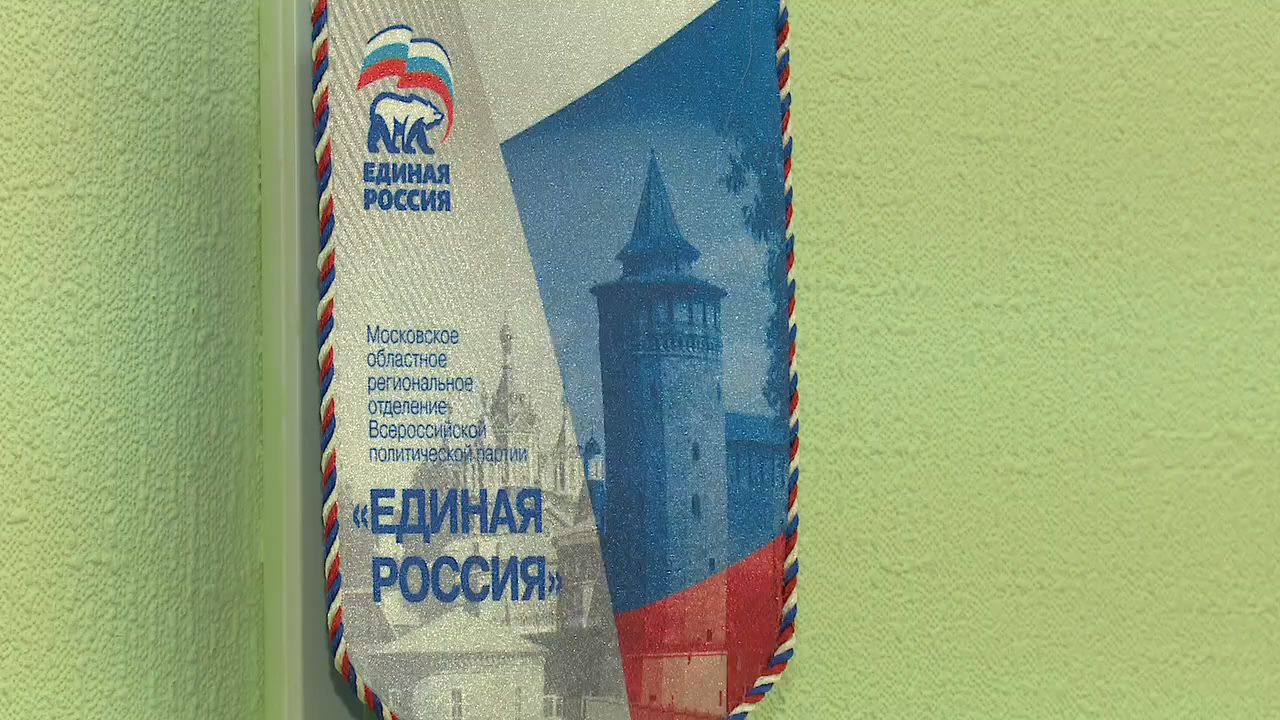 ЕДИНАЯ
РОССИЯ
Московское
областное
региональное
отделение
Всероссийской
политической партии
«ЕДИНАЯ
РОССИЯ»